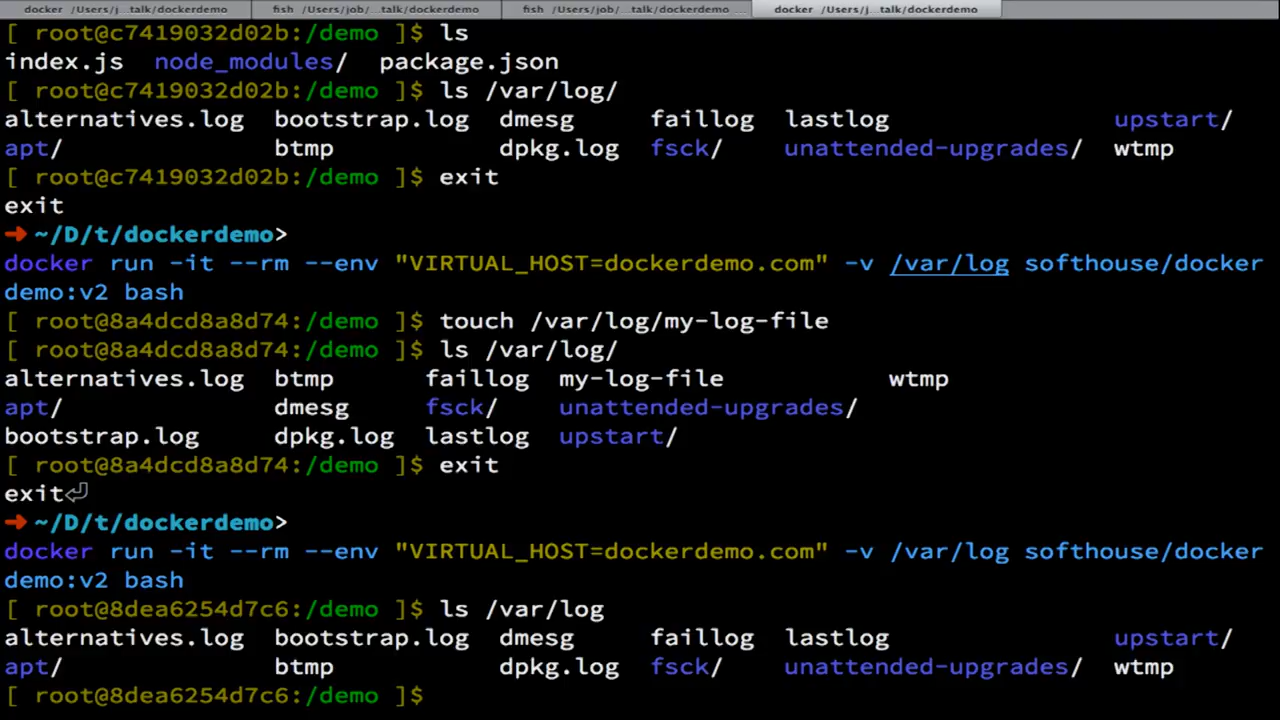 docker /Users/j...talk/dockerdemo fish /Users/job/...talk/dockerdemo fish /Users/job/...talk/dockerdemo ... docker /Users/j...talk/dockerdemo
[ root@c7419032d02b:/demo ]$ ls
index.js node_modules/ package.json
[ root@c7419032d02b:/demo ]$ ls /var/log/
alternatives.log bootstrap.log dmesg faillog lastlog upstart/
apt/ btmp dpkg.log fsck/ unattended-upgrades/ wtmp
[ root@c7419032d02b:/demo ]$ exit
exit
➜ ~/D/t/dockerdemo>
docker run -it --rm --env "VIRTUAL_HOST=dockerdemo.com" -v /var/log softhouse/docker
demo:v2 bash
[ root@8a4dcd8a8d74:/demo ]$ touch /var/log/my-log-file
[ root@8a4dcd8a8d74:/demo ]$ ls /var/log/
alternatives.log btmp faillog my-log-file wtmp
apt/ dmesg fsck/ unattended-upgrades/
bootstrap.log dpkg.log lastlog upstart/
[ root@8a4dcd8a8d74:/demo ]$ exit
exit⏎
➜ ~/D/t/dockerdemo>
docker run -it --rm --env "VIRTUAL_HOST=dockerdemo.com" -v /var/log softhouse/docker
demo:v2 bash
[ root@8dea6254d7c6:/demo ]$ ls /var/log
alternatives.log bootstrap.log dmesg faillog lastlog upstart/
apt/ btmp dpkg.log fsck/ unattended-upgrades/ wtmp
[ root@8dea6254d7c6:/demo ]$